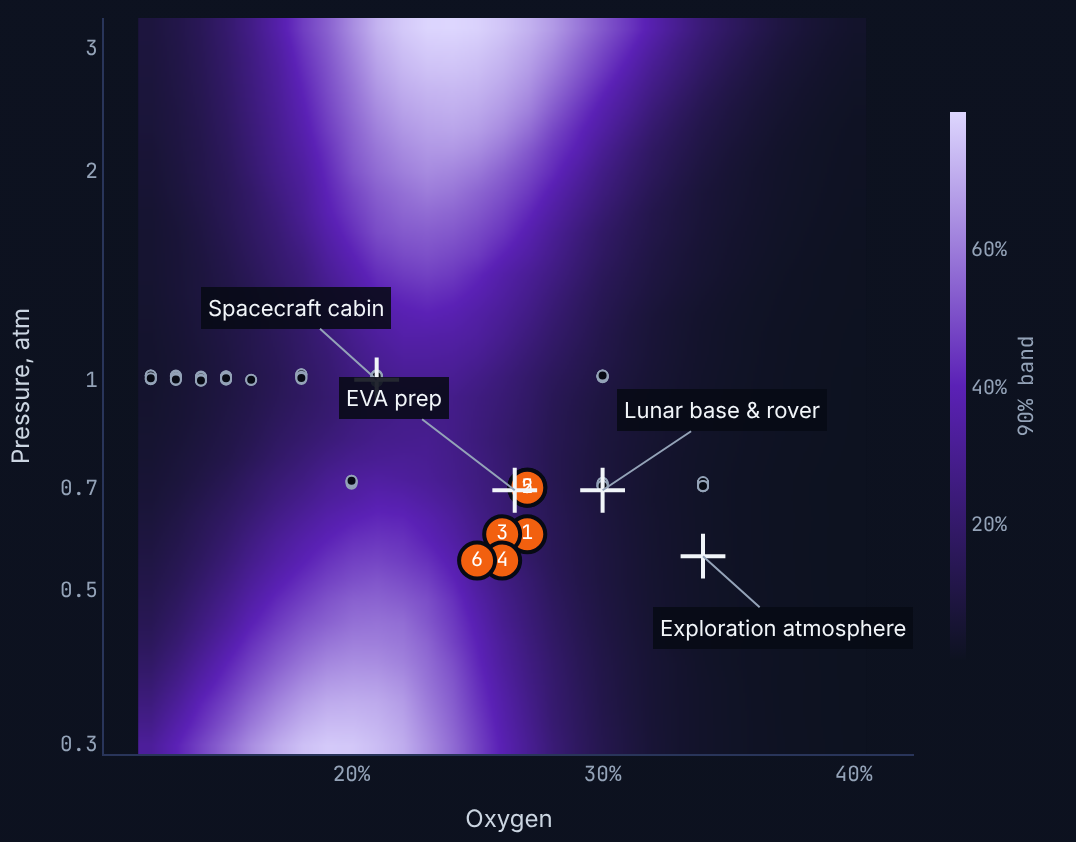 3
2
1
0.7
0.5
0.3
Pressure, atm
Spacecraft cabin
EVA prep
Lunar base & rover
Exploration atmosphere
3
1
6
4
20%
30%
40%
Oxygen
60%
40%
20%
90% band